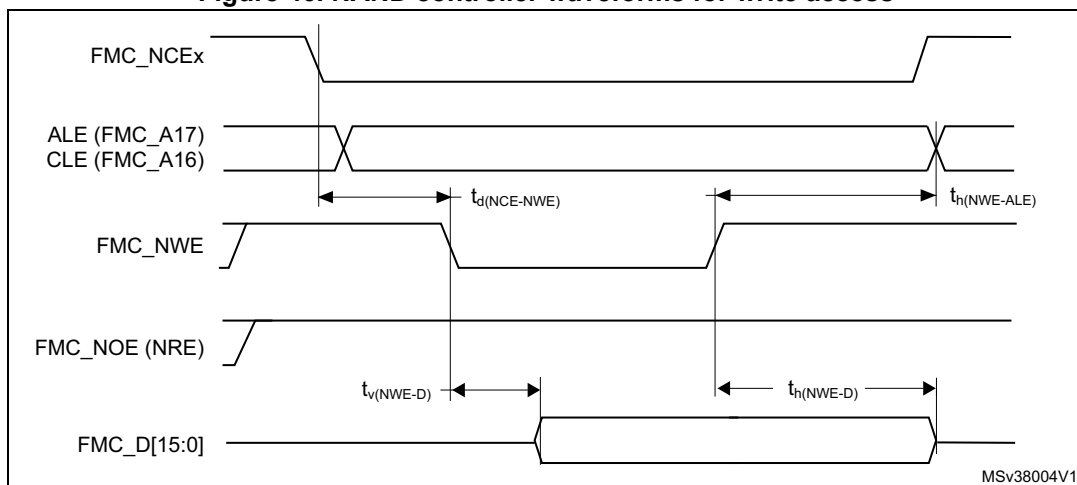 Figure NAND controller waveforms for write access
FMC_NCEx
ALE (FMC_A17)
CLE (FMC_A16)
td(NCE-NWE)
th(NWE-ALE)
FMC_NWE
FMC_NOE (NRE)
tv(NWE-D)
th(NWE-D)
FMC_D[15:0]
MSv38004V1